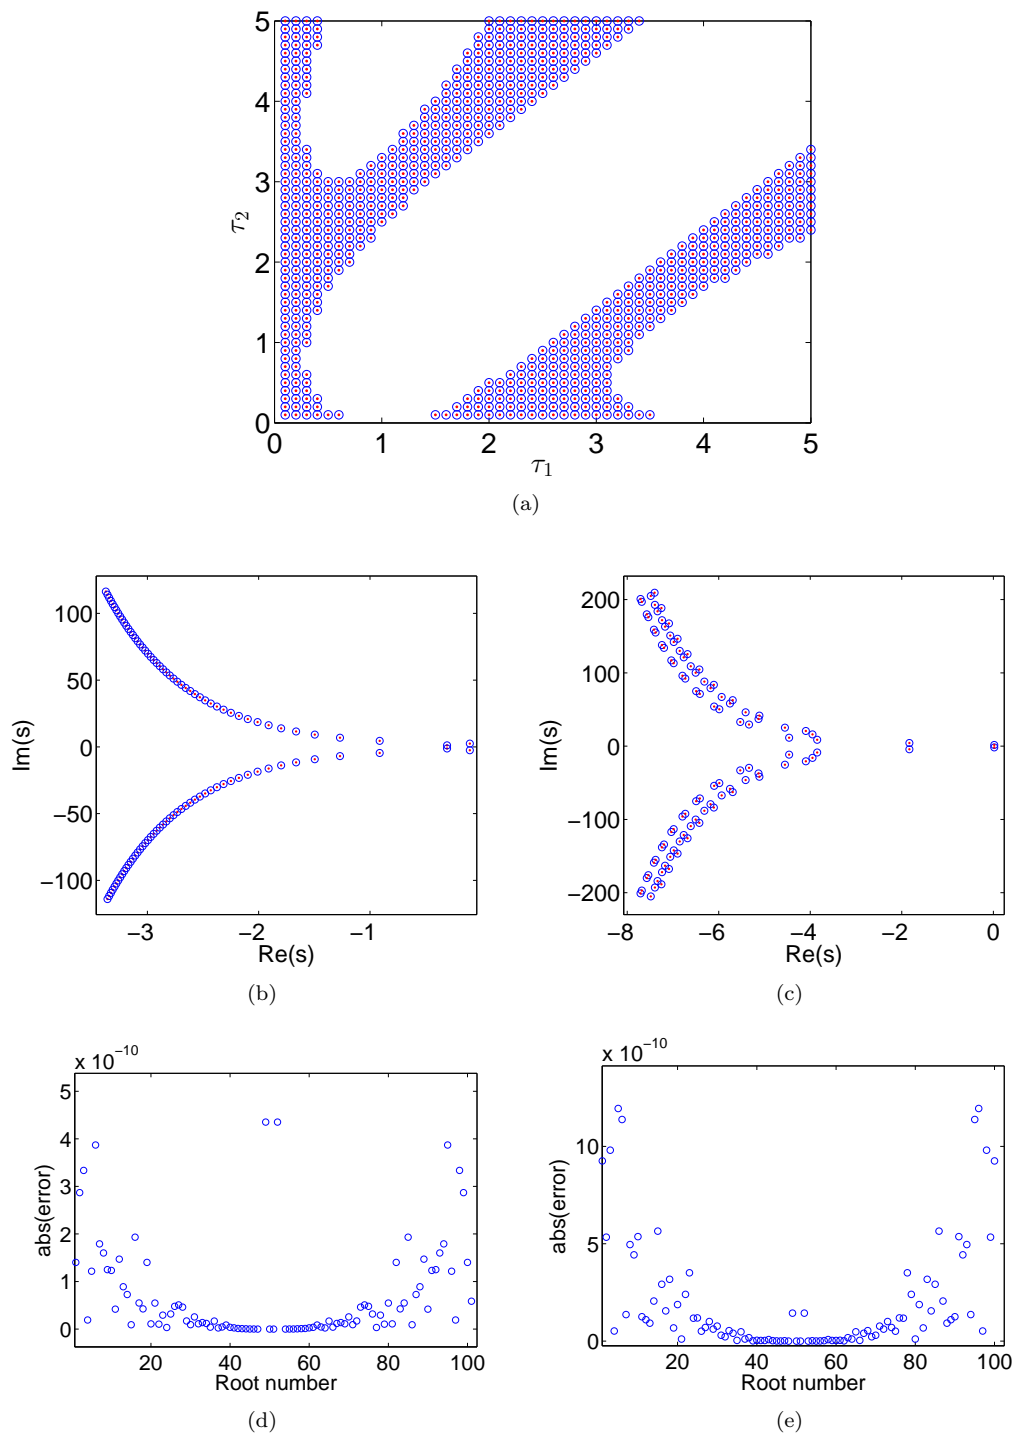 5
4
3
2
1
0
τ2
0 1 2 3 4 5
τ1
(a)
100
50
0
−50
−100
Im(s)
−3 −2 −1
Re(s)
(b)
200
100
0
−100
−200
Im(s)
−8 −6 −4 −2 0
Re(s)
(c)
x 10−10
5
4
3
2
1
0
abs(error)
20 40 60 80 100
Root number
(d)
x 10−10
10
5
0
abs(error)
20 40 60 80 100
Root number
(e)